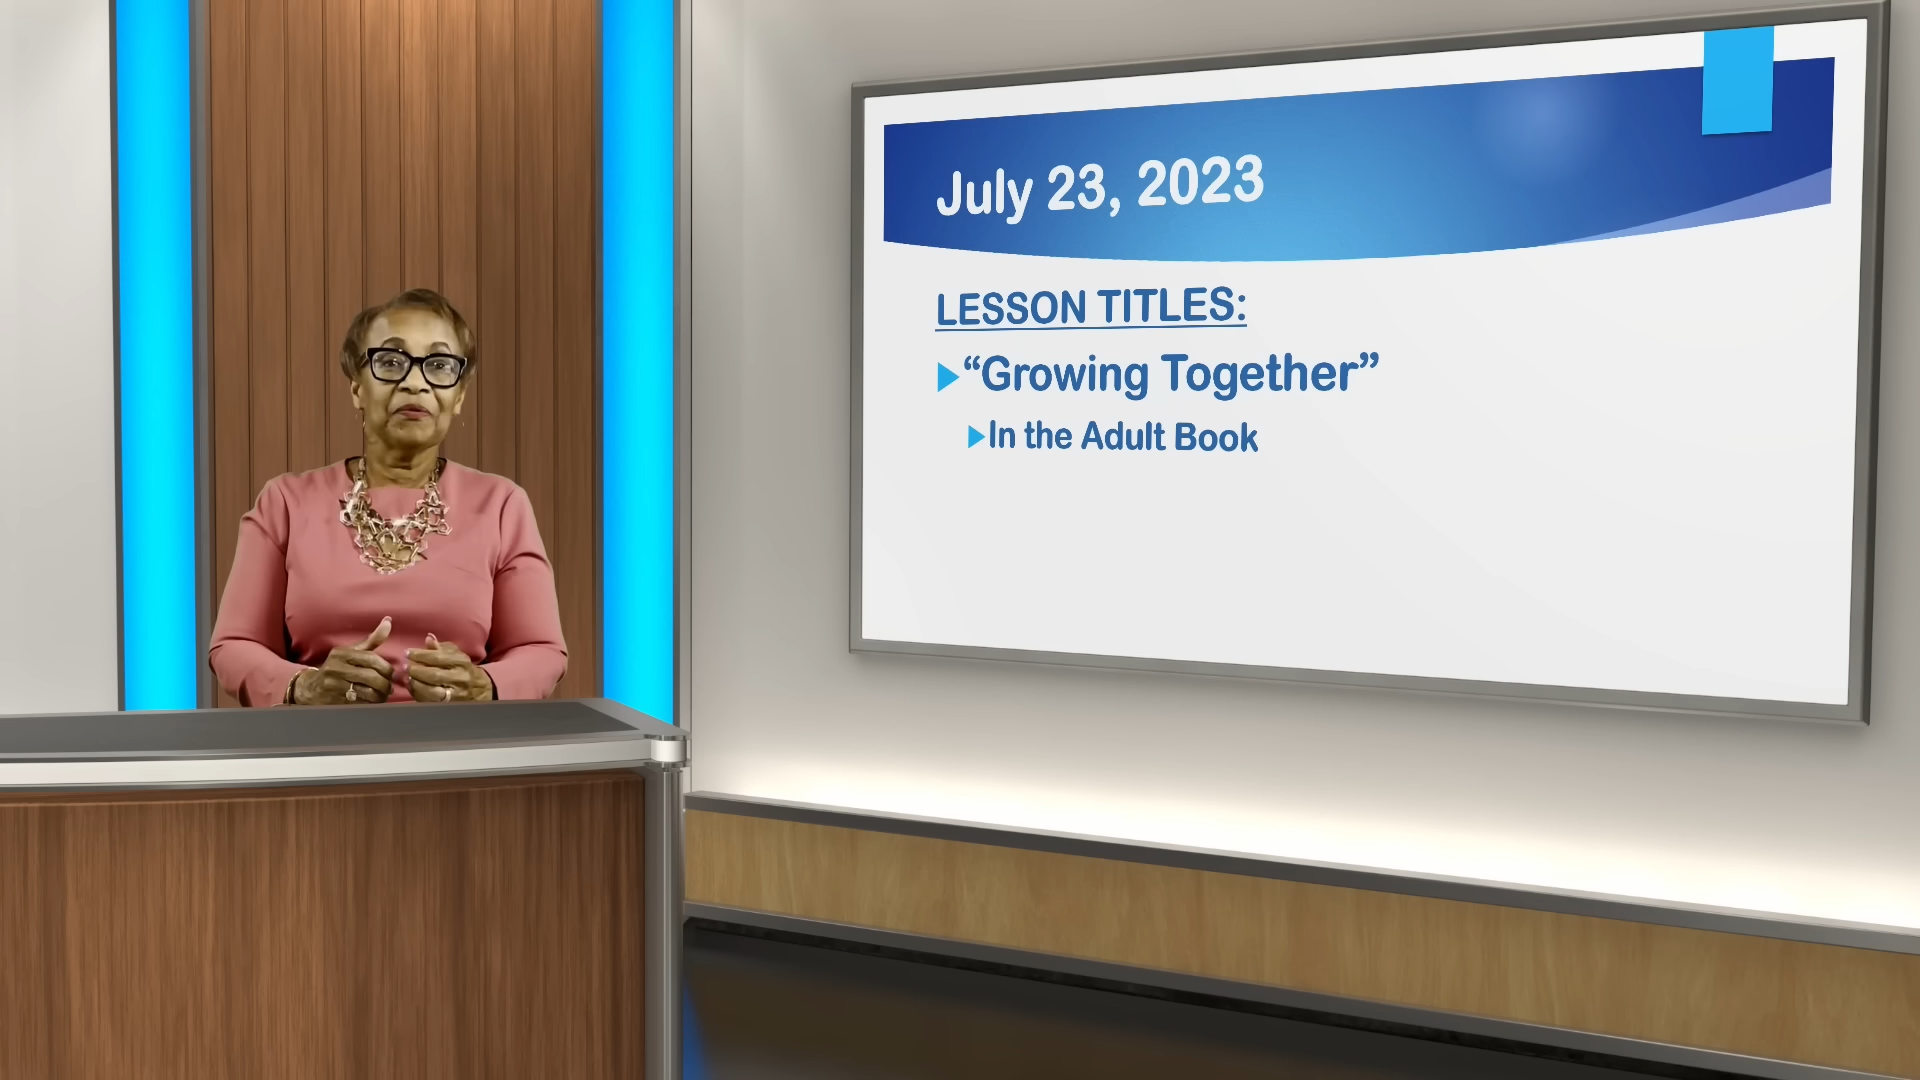 July 23, 2023
LESSON TITLES:
“Growing Together”
In the Adult Book